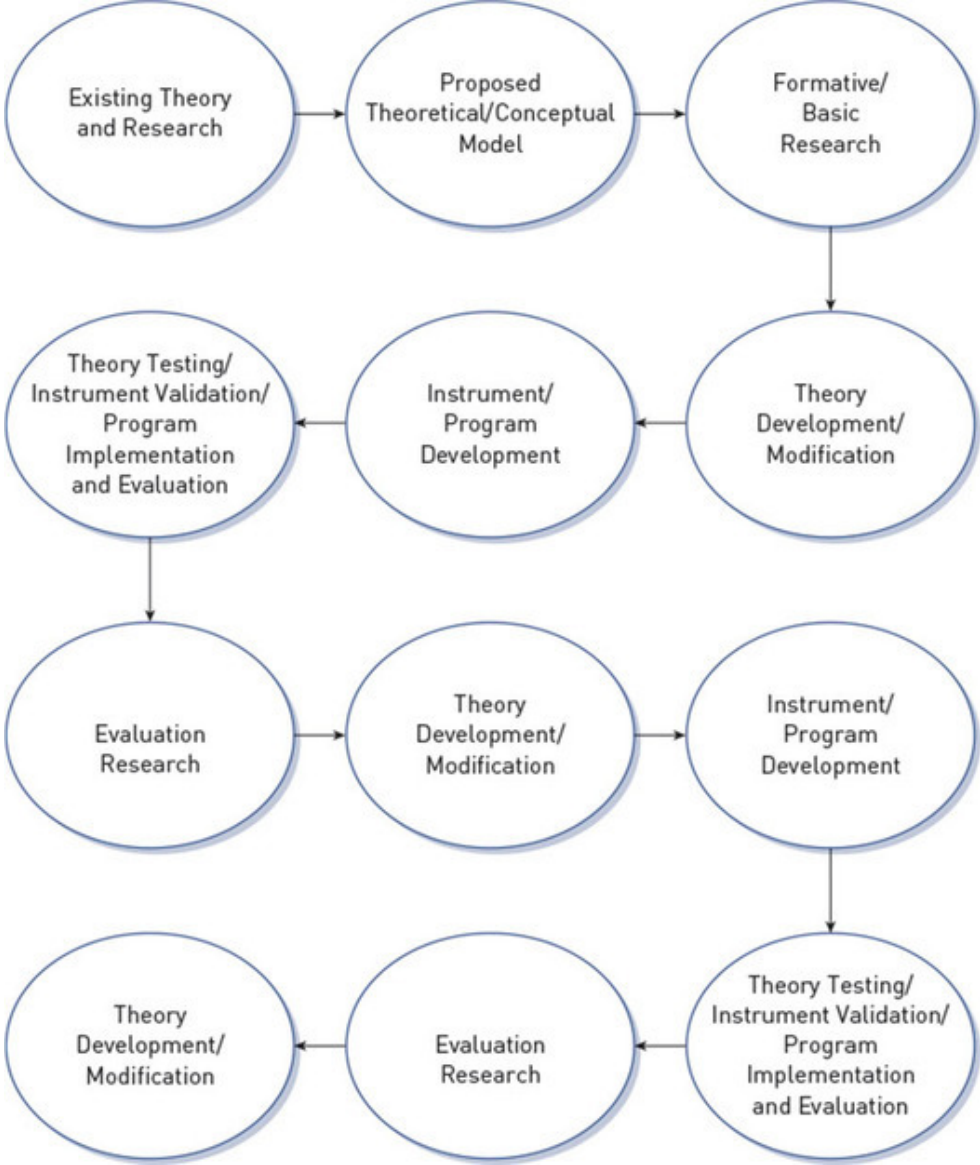 Existing Theory
and Research
Proposed
Theoretical/Conceptual
Model
Formative/
Basic
Research
Theory Testing/
Instrument Validation/
Program
Implementation
and Evaluation
Instrument/
Program
Development
Theory
Development/
Modification
Evaluation
Research
Theory
Development/
Modification
Instrument/
Program
Development
Theory
Development/
Modification
Evaluation
Research
Theory Testing/
Instrument Validation/
Program
Implementation
and Evaluation